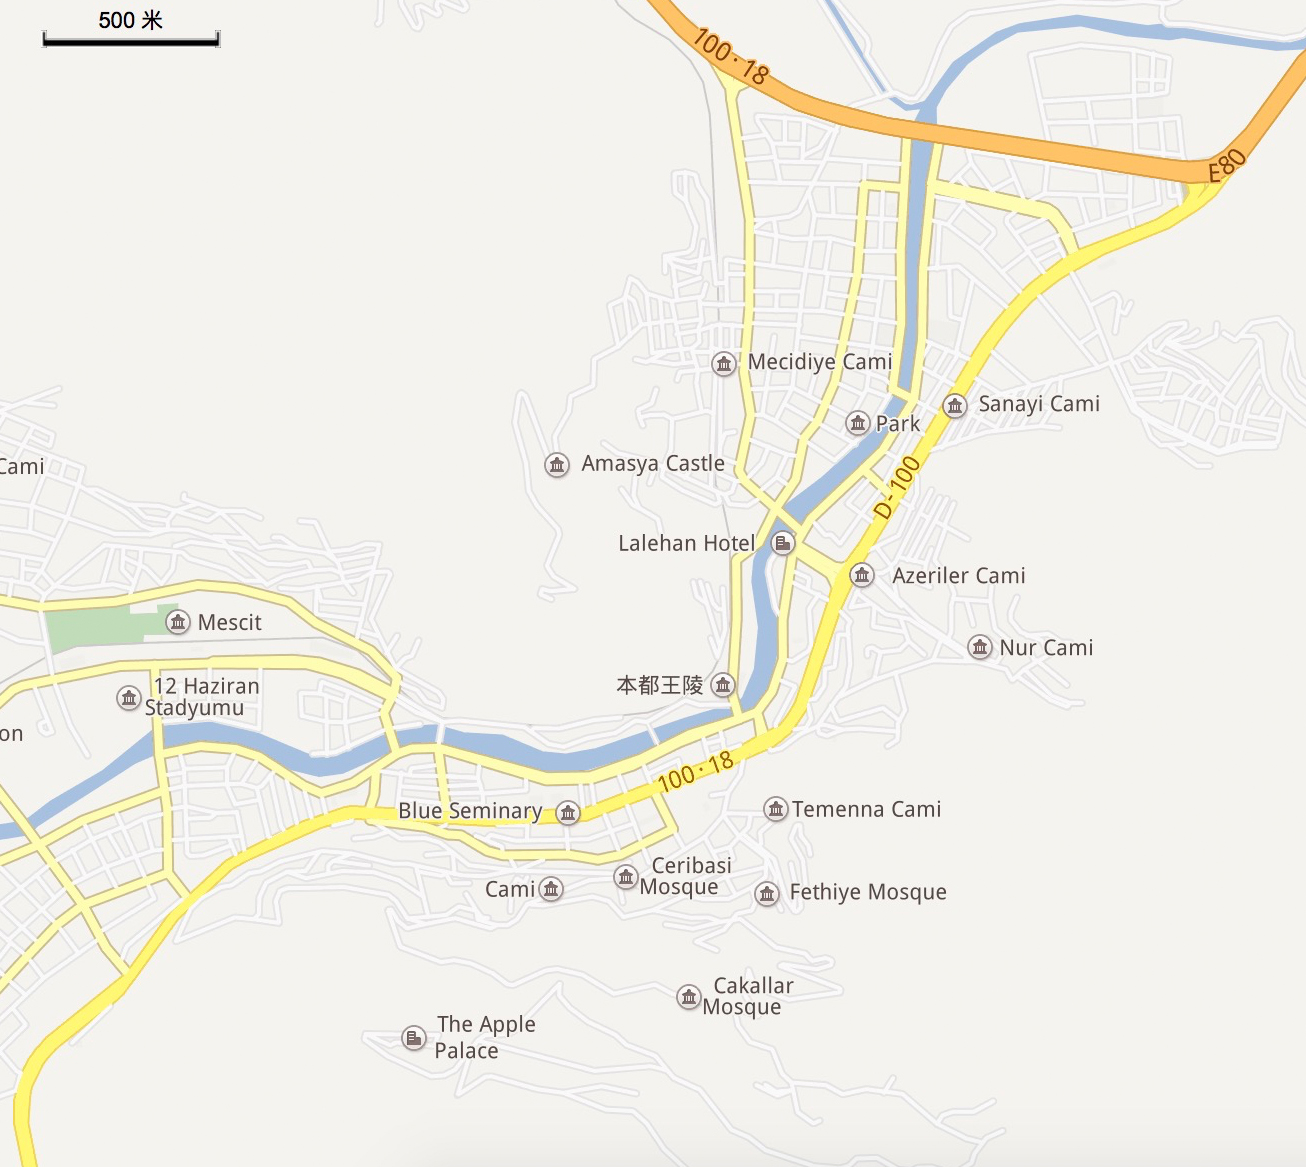 500 米
100·18
E80
Mecidiye Cami
Sanayi Cami
Park
Cami
Amasya Castle
D-100
Lalehan Hotel
Azeriler Cami
Mescit
Nur Cami
本都王陵
12 Haziran
Stadyumu
on
100·18
Blue Seminary
Temenna Cami
Ceribasi
Mosque
Cami
Fethiye Mosque
Cakallar
Mosque
The Apple
Palace